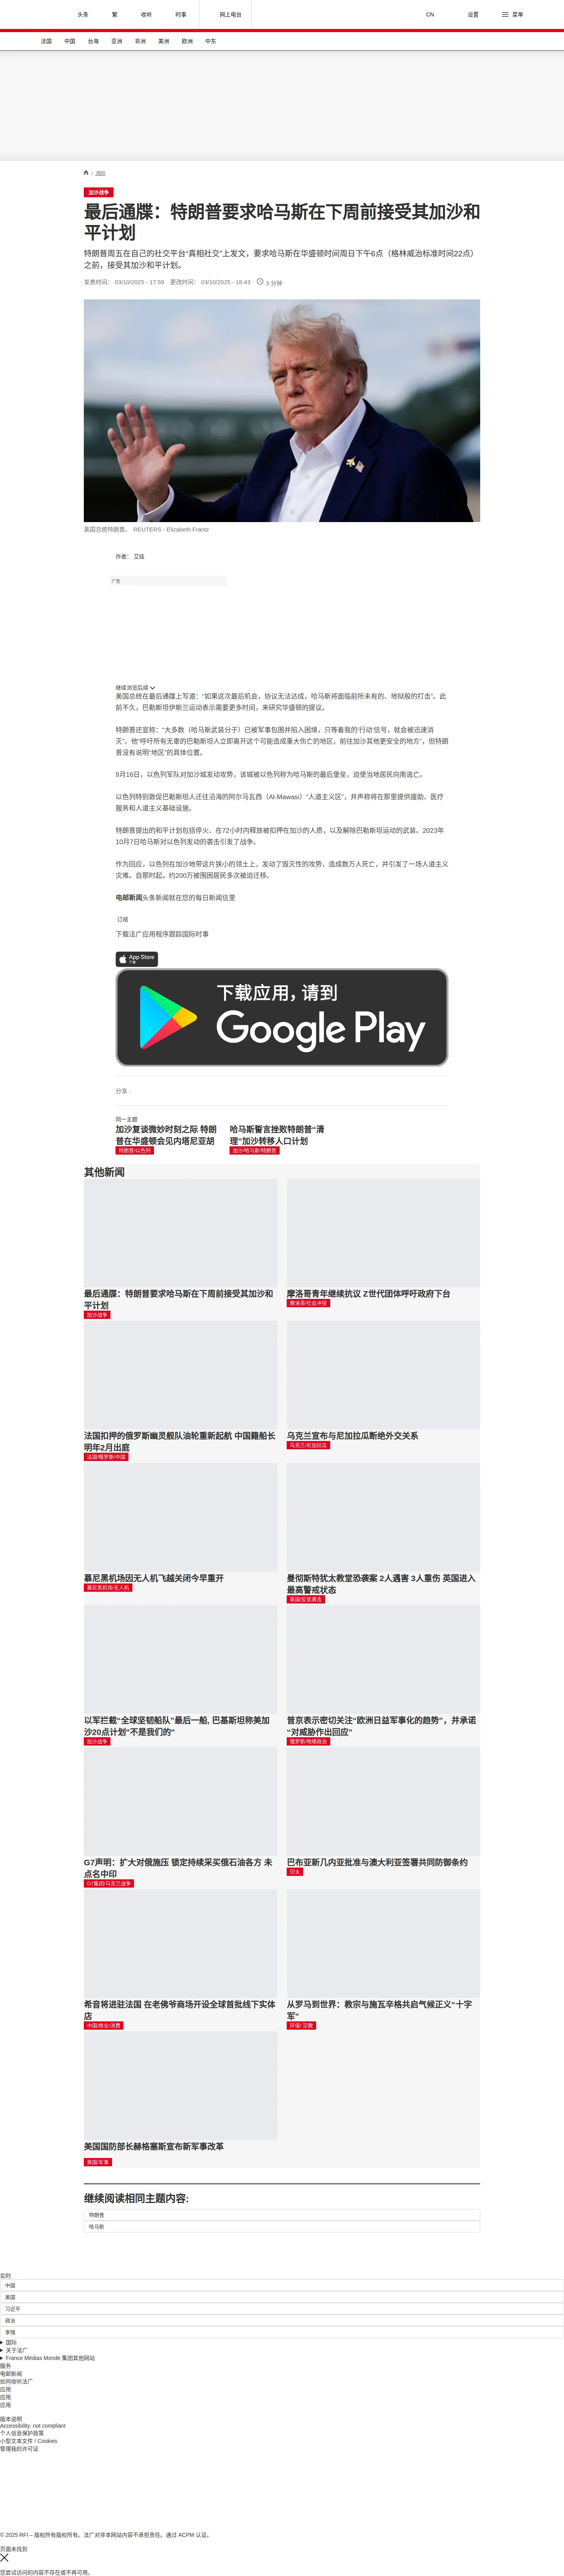 头条
繁
收听
时事
网上电台
CN
设置
菜单
法国
中国
台海
亚洲
非洲
美洲
欧洲
中东
/ 国际
加沙战争
最后通牒：特朗普要求哈马斯在下周前接受其加沙和
平计划
特朗普周五在自己的社交平台“真相社交”上发文，要求哈马斯在华盛顿时间周日下午6点（格林威治标准时间22点）
之前，接受其加沙和平计划。
发表时间： 03/10/2025 - 17:59 更改时间： 03/10/2025 - 18:43 3 分钟
美国总统特朗普。 REUTERS - Elizabeth Frantz
作者： 艾娃
广告
继续浏览后续
美国总统在最后通牒上写道：“如果这次最后机会，协议无法达成，哈马斯将面临前所未有的、地狱般的打击”。此
前不久，巴勒斯坦伊斯兰运动表示需要更多时间，来研究华盛顿的提议。
特朗普还宣称：“大多数（哈马斯武装分子）已被军事包围并陷入困境，只等着我的‘行动’信号，就会被迅速消
灭”。他“呼吁所有无辜的巴勒斯坦人立即离开这个可能造成重大伤亡的地区，前往加沙其他更安全的地方”，但特朗
普没有说明“地区”的具体位置。
9月16日，以色列军队对加沙城发动攻势，该城被以色列称为哈马斯的最后堡垒，迫使当地居民向南逃亡。
以色列特别敦促巴勒斯坦人迁往沿海的阿尔马瓦西（Al-Mawasi）“人道主义区”，并声称将在那里提供援助、医疗
服务和人道主义基础设施。
特朗普提出的和平计划包括停火、在72小时内释放被扣押在加沙的人质，以及解除巴勒斯坦运动的武装。2023年
10月7日哈马斯对以色列发动的袭击引发了战争。
作为回应，以色列在加沙地带这片狭小的领土上，发动了毁灭性的攻势，造成数万人死亡，并引发了一场人道主义
灾难。自那时起，约200万被围困居民多次被迫迁移。
电邮新闻头条新闻就在您的每日新闻信里
订阅
下载法广应用程序跟踪国际时事
App Store
下载
下载应用，请到
Google Play
分享 :
同一主题
加沙复谈微妙时刻之际 特朗
普在华盛顿会见内塔尼亚胡
特朗普/以色列
哈马斯誓言挫败特朗普“清
理”加沙转移人口计划
加沙/哈马斯/特朗普
其他新闻
最后通牒：特朗普要求哈马斯在下周前接受其加沙和
平计划
加沙战争
摩洛哥青年继续抗议 Z世代团体呼吁政府下台
摩洛哥/社会冲突
法国扣押的俄罗斯幽灵舰队油轮重新起航 中国籍船长
明年2月出庭
法国/俄罗斯/中国
乌克兰宣布与尼加拉瓜断绝外交关系
乌克兰/尼加拉瓜
慕尼黑机场因无人机飞越关闭今早重开
慕尼黑机场/无人机
曼彻斯特犹太教堂恐袭案 2人遇害 3人重伤 英国进入
最高警戒状态
英国/反犹袭击
以军拦截“全球坚韧船队”最后一船, 巴基斯坦称美加
沙20点计划“不是我们的”
加沙战争
普京表示密切关注“欧洲日益军事化的趋势”，并承诺
“对威胁作出回应”
俄罗斯/地缘政治
G7声明：扩大对俄施压 锁定持续采买俄石油各方 未
点名中印
G7集团/乌克兰战争
巴布亚新几内亚批准与澳大利亚签署共同防御条约
印太
希音将进驻法国 在老佛爷商场开设全球首批线下实体
店
中国/商业/消费
从罗马到世界：教宗与施瓦辛格共启气候正义“十字
军”
环保/ 宗教
美国国防部长赫格塞斯宣布新军事改革
美国/军事
继续阅读相同主题内容:
特朗普
哈马斯
实时
中国
美国
习近平
政治
李强
国际
关于法广
France Médias Monde 集团其他网站
服务
电邮新闻
如何收听法广
应用
应用
应用
版本说明
Accessibility: not compliant
个人信息保护政策
小型文本文件 / Cookies
管理我的许可证
© 2025 RFI – 版权所有版权所有。法广对非本网站内容不承担责任。通过 ACPM 认证。
页面未找到
您尝试访问的内容不存在或不再可用。